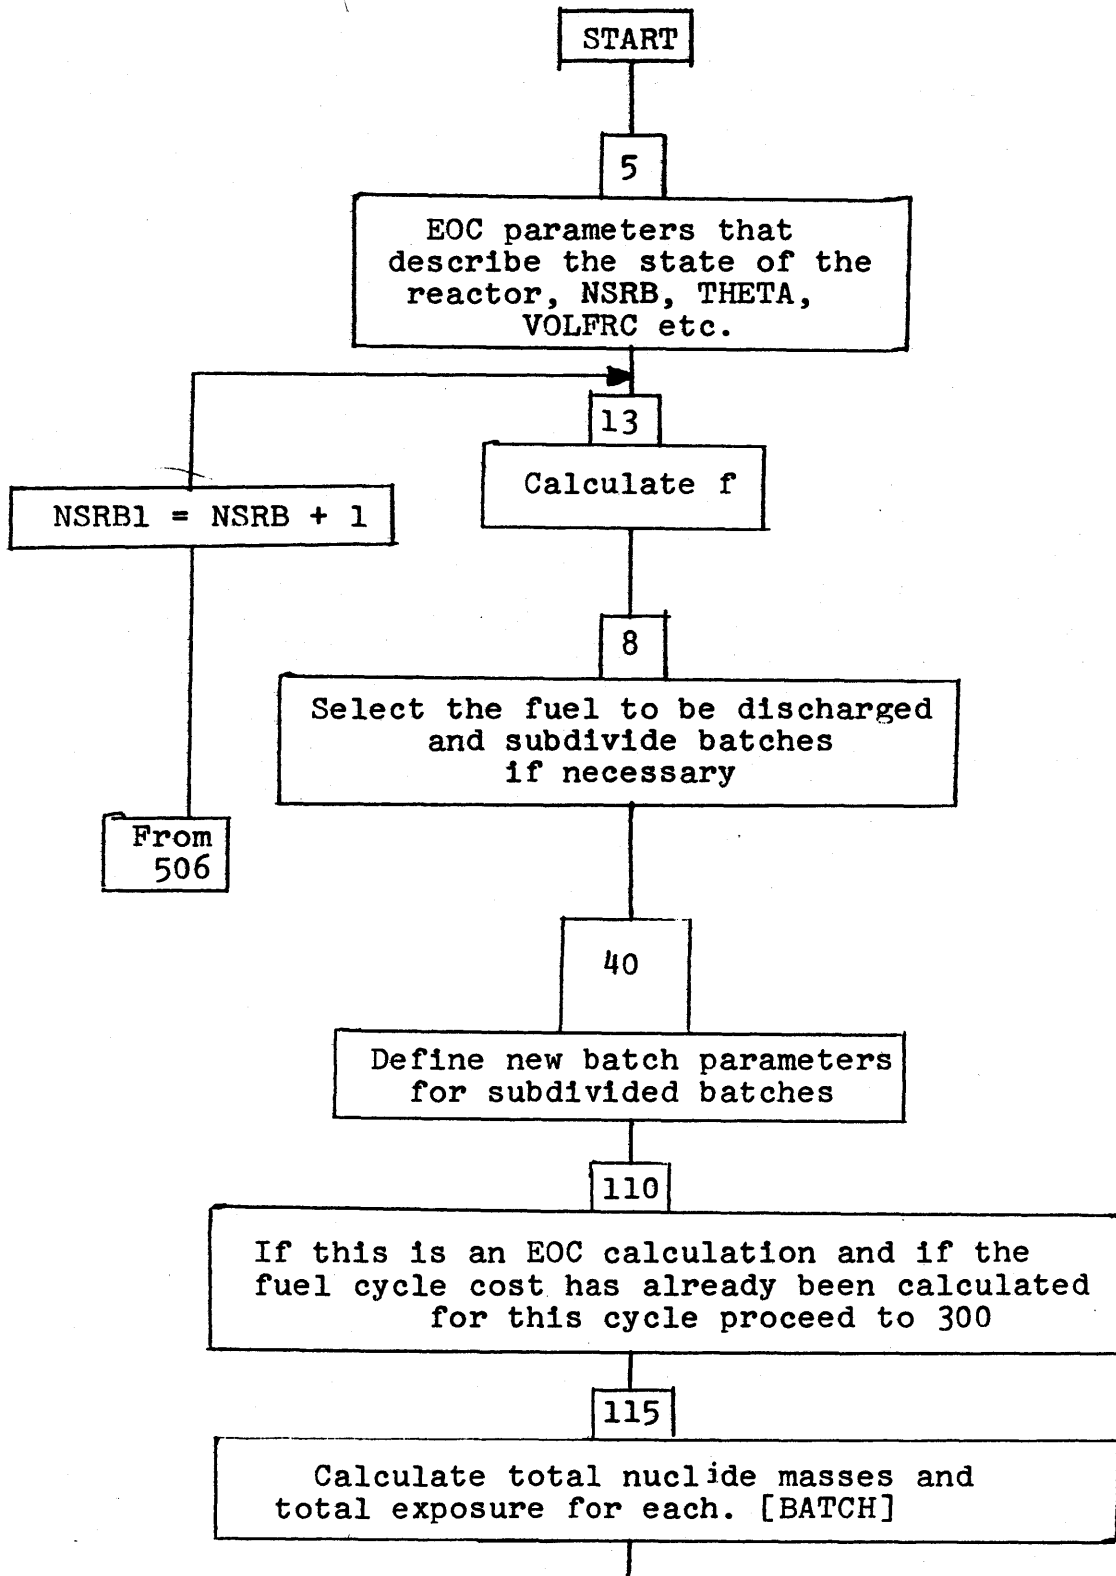 START
5
EOC parameters that
describe the state of the
reactor, NSRB, THETA,
VOLFRC etc.
13
Calculate f
NSRB1 = NSRB + 1
8
Select the fuel to be discharged
and subdivide batches
if necessary
From
506
40
Define new batch parameters
for subdivided batches
110
If this is an EOC calculation and if the
fuel cycle cost has already been calculated
for this cycle proceed to 300
115
Calculate total nuclide masses and
total exposure for each. [BATCH]